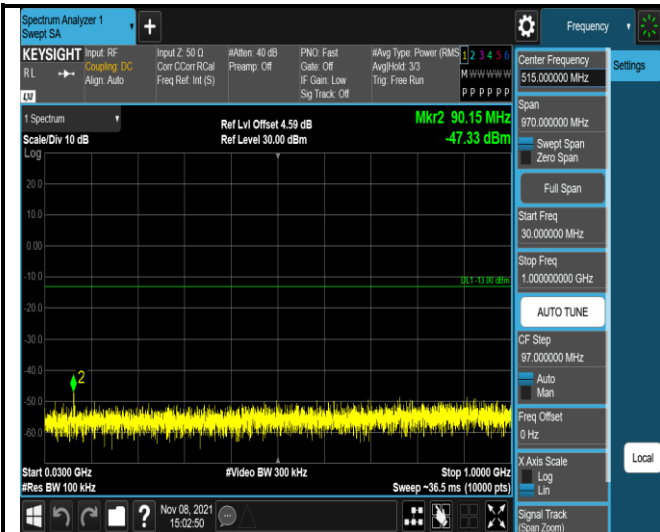 Spectrum Analyzer 1
Swept SA
+
Frequency
KEYSIGHT
RL
LXI
Input: RF
Coupling: DC
Align: Auto
Input Z: 50 Ω
Corr CCorr RCal
Freq Ref: Int (S)
#Atten: 40 dB
Preamp: Off
PNO: Fast
Gate: Off
IF Gain: Low
Sig Track: Off
#Avg Type: Power (RMS
Avg|Hold: 3/3
Trig: Free Run
1 2 3 4 5 6
M W W W W W
P P P P P P
1 Spectrum
Scale/Div 10 dB
Log
Ref Lvl Offset 4.59 dB
Ref Level 30.00 dBm
Mkr2 90.15 MHz
-47.33 dBm
20.0
10.0
0.00
-10.0
DL1 -13.00 dBm
-20.0
-30.0
-40.0
2
-50.0
-60.0
Start 0.0300 GHz
#Res BW 100 kHz
#Video BW 300 kHz
Stop 1.0000 GHz
Sweep ~36.5 ms (10000 pts)
?
Nov 08, 2021
15:02:50
Center Frequency
515.000000 MHz
Span
970.000000 MHz
Swept Span
Zero Span
Full Span
Start Freq
30.000000 MHz
Stop Freq
1.000000000 GHz
AUTO TUNE
CF Step
97.000000 MHz
Auto
Man
Freq Offset
0 Hz
X Axis Scale
Log
Lin
Signal Track
(Span Zoom)
Settings
Local